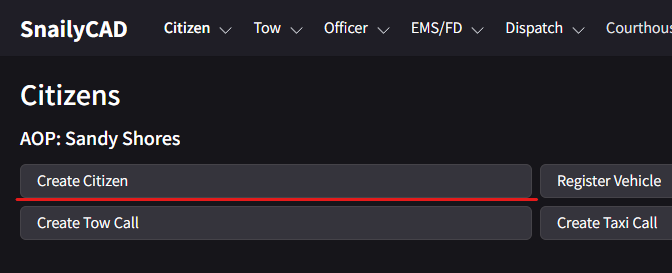 SnailyCAD Citizen Tow Officer EMS/FD Dispatch
Citizens
AOP: Sandy Shores
Create Citizen Register Vehicle
Create Tow Call Create Taxi Call